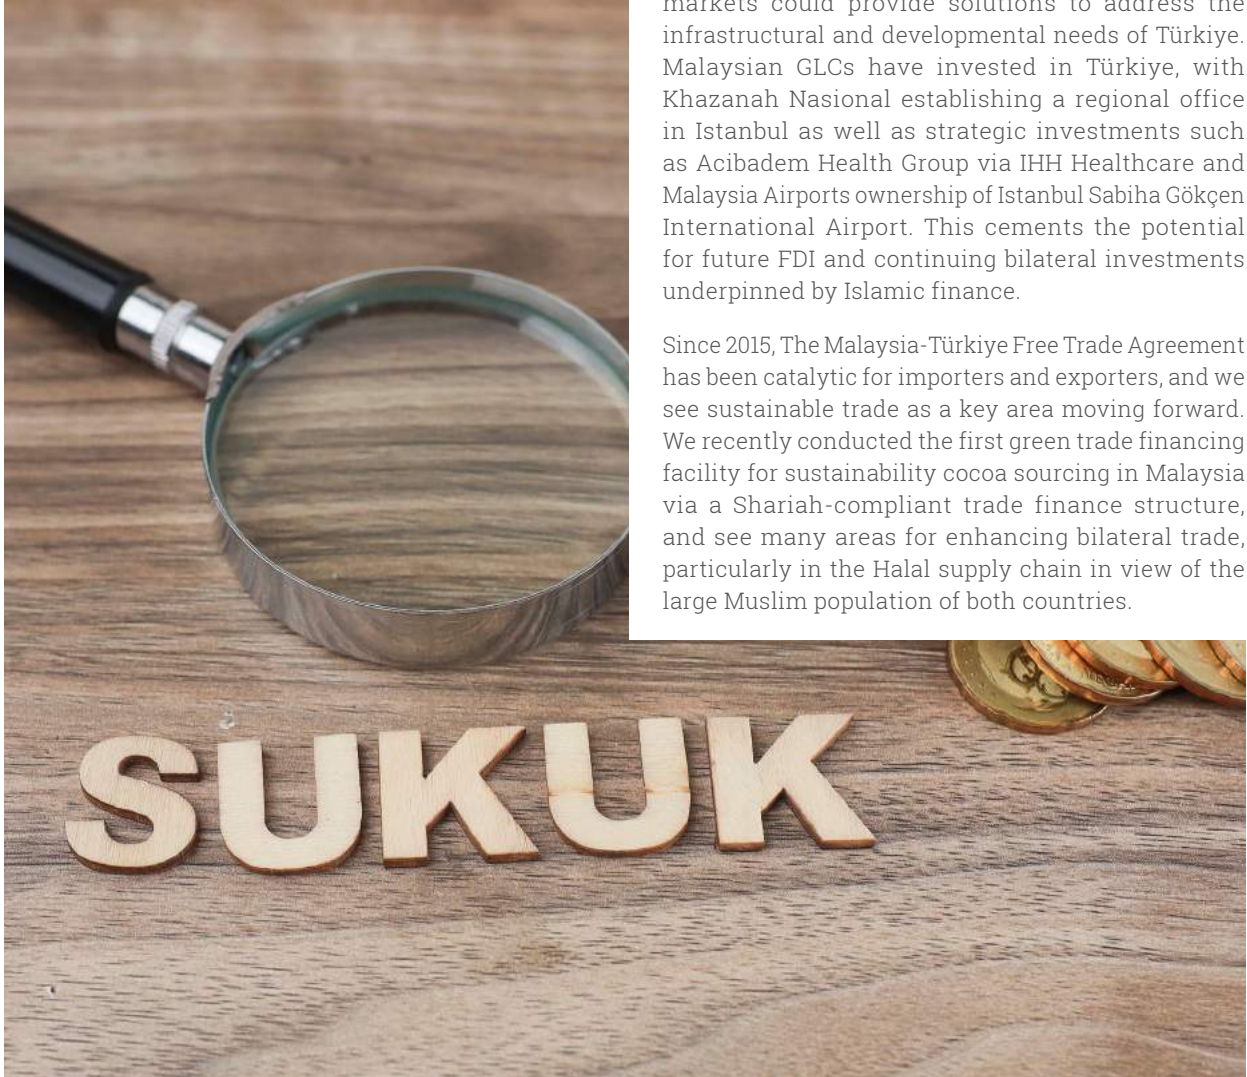 markets could provide solutions to address the
infrastructural and developmental needs of Türkiye.
Malaysian GLCs have invested in Türkiye, with
Khazanah Nasional establishing a regional office
in Istanbul as well as strategic investments such
as Acibadem Health Group via IHH Healthcare and
Malaysia Airports ownership of Istanbul Sabiha Gökçen
International Airport. This cements the potential
for future FDI and continuing bilateral investments
underpinned by Islamic finance.
Since 2015, The Malaysia-Türkiye Free Trade Agreement
has been catalytic for importers and exporters, and we
see sustainable trade as a key area moving forward.
We recently conducted the first green trade financing
facility for sustainability cocoa sourcing in Malaysia
via a Shariah-compliant trade finance structure,
and see many areas for enhancing bilateral trade,
particularly in the Halal supply chain in view of the
large Muslim population of both countries.
SUKUK